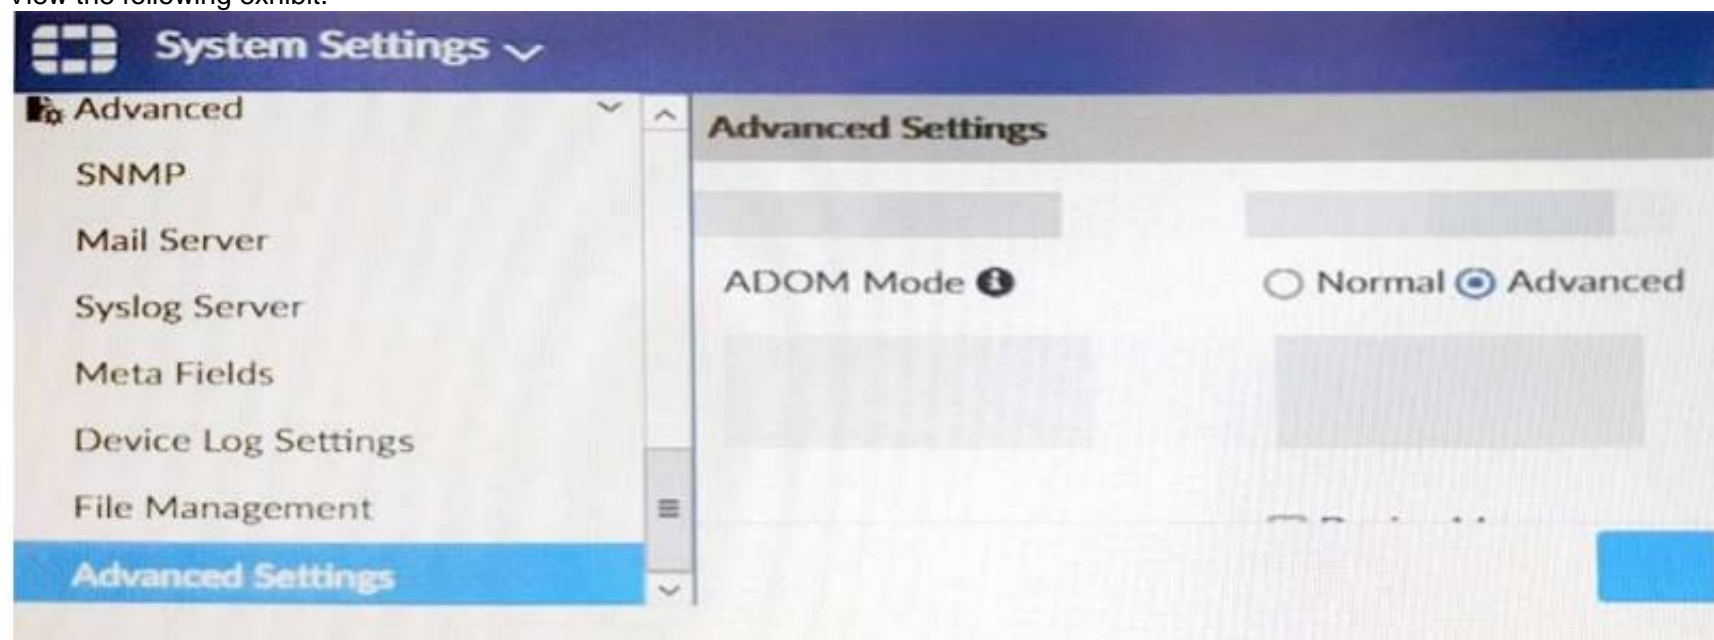 View the following exhibit.
System Settings
Advanced
SNMP
Mail Server
Syslog Server
Meta Fields
Device Log Settings
File Management
Advanced Settings
Advanced Settings
ADOM Mode
Normal Advanced